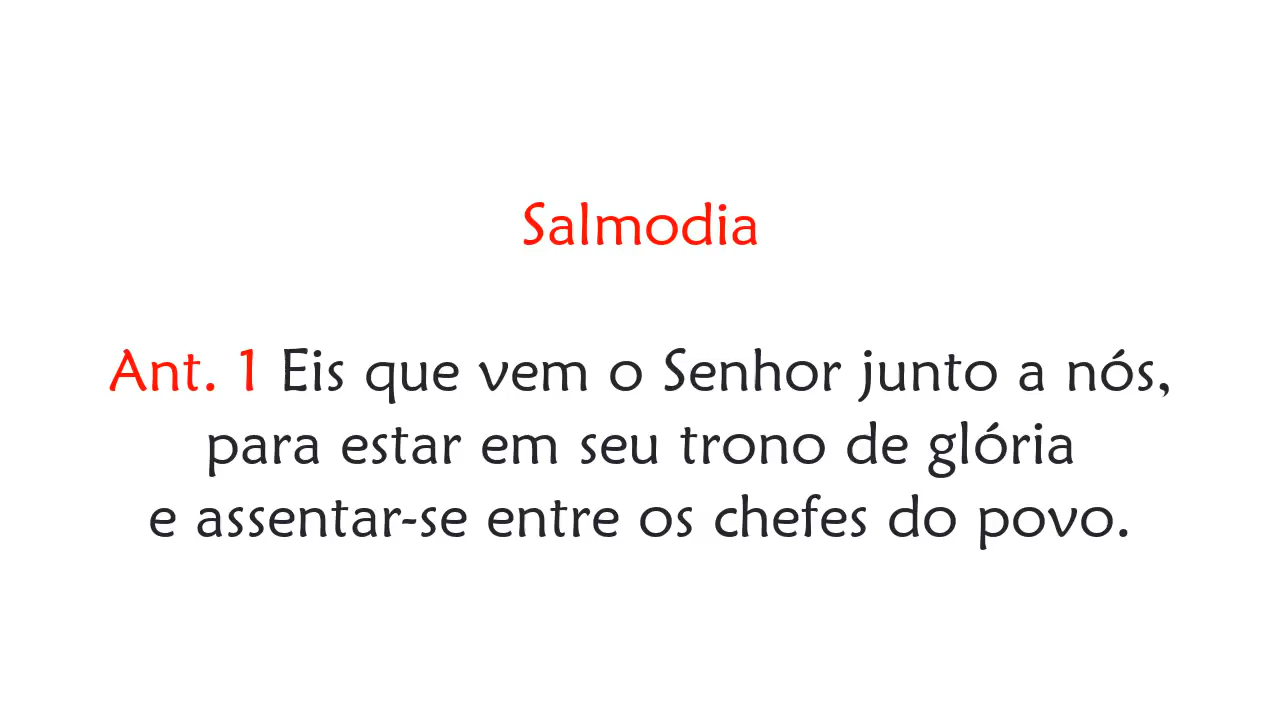 Salmodia
Ant. 1 Eis que vem o Senhor junto a nós,
para estar em seu trono de glória
e assentar-se entre os chefes do povo.